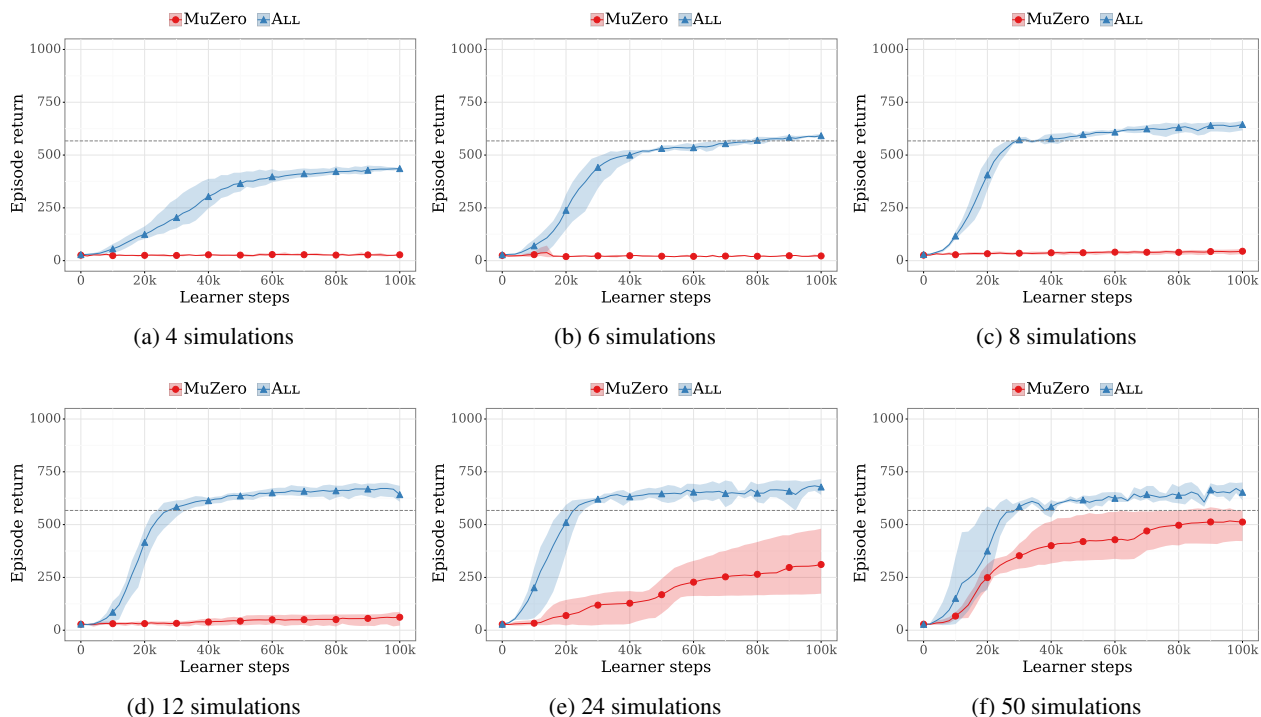 MuZero ALL
1000
750
500
250
0
Episode return
0 20k 40k 60k 80k 100k
Learner steps
(a) 4 simulations
MuZero ALL
1000
750
500
250
0
Episode return
0 20k 40k 60k 80k 100k
Learner steps
(b) 6 simulations
MuZero ALL
1000
750
500
250
0
Episode return
0 20k 40k 60k 80k 100k
Learner steps
(c) 8 simulations
MuZero ALL
1000
750
500
250
0
Episode return
0 20k 40k 60k 80k 100k
Learner steps
(d) 12 simulations
MuZero ALL
1000
750
500
250
0
Episode return
0 20k 40k 60k 80k 100k
Learner steps
(e) 24 simulations
MuZero ALL
1000
750
500
250
0
Episode return
0 20k 40k 60k 80k 100k
Learner steps
(f) 50 simulations